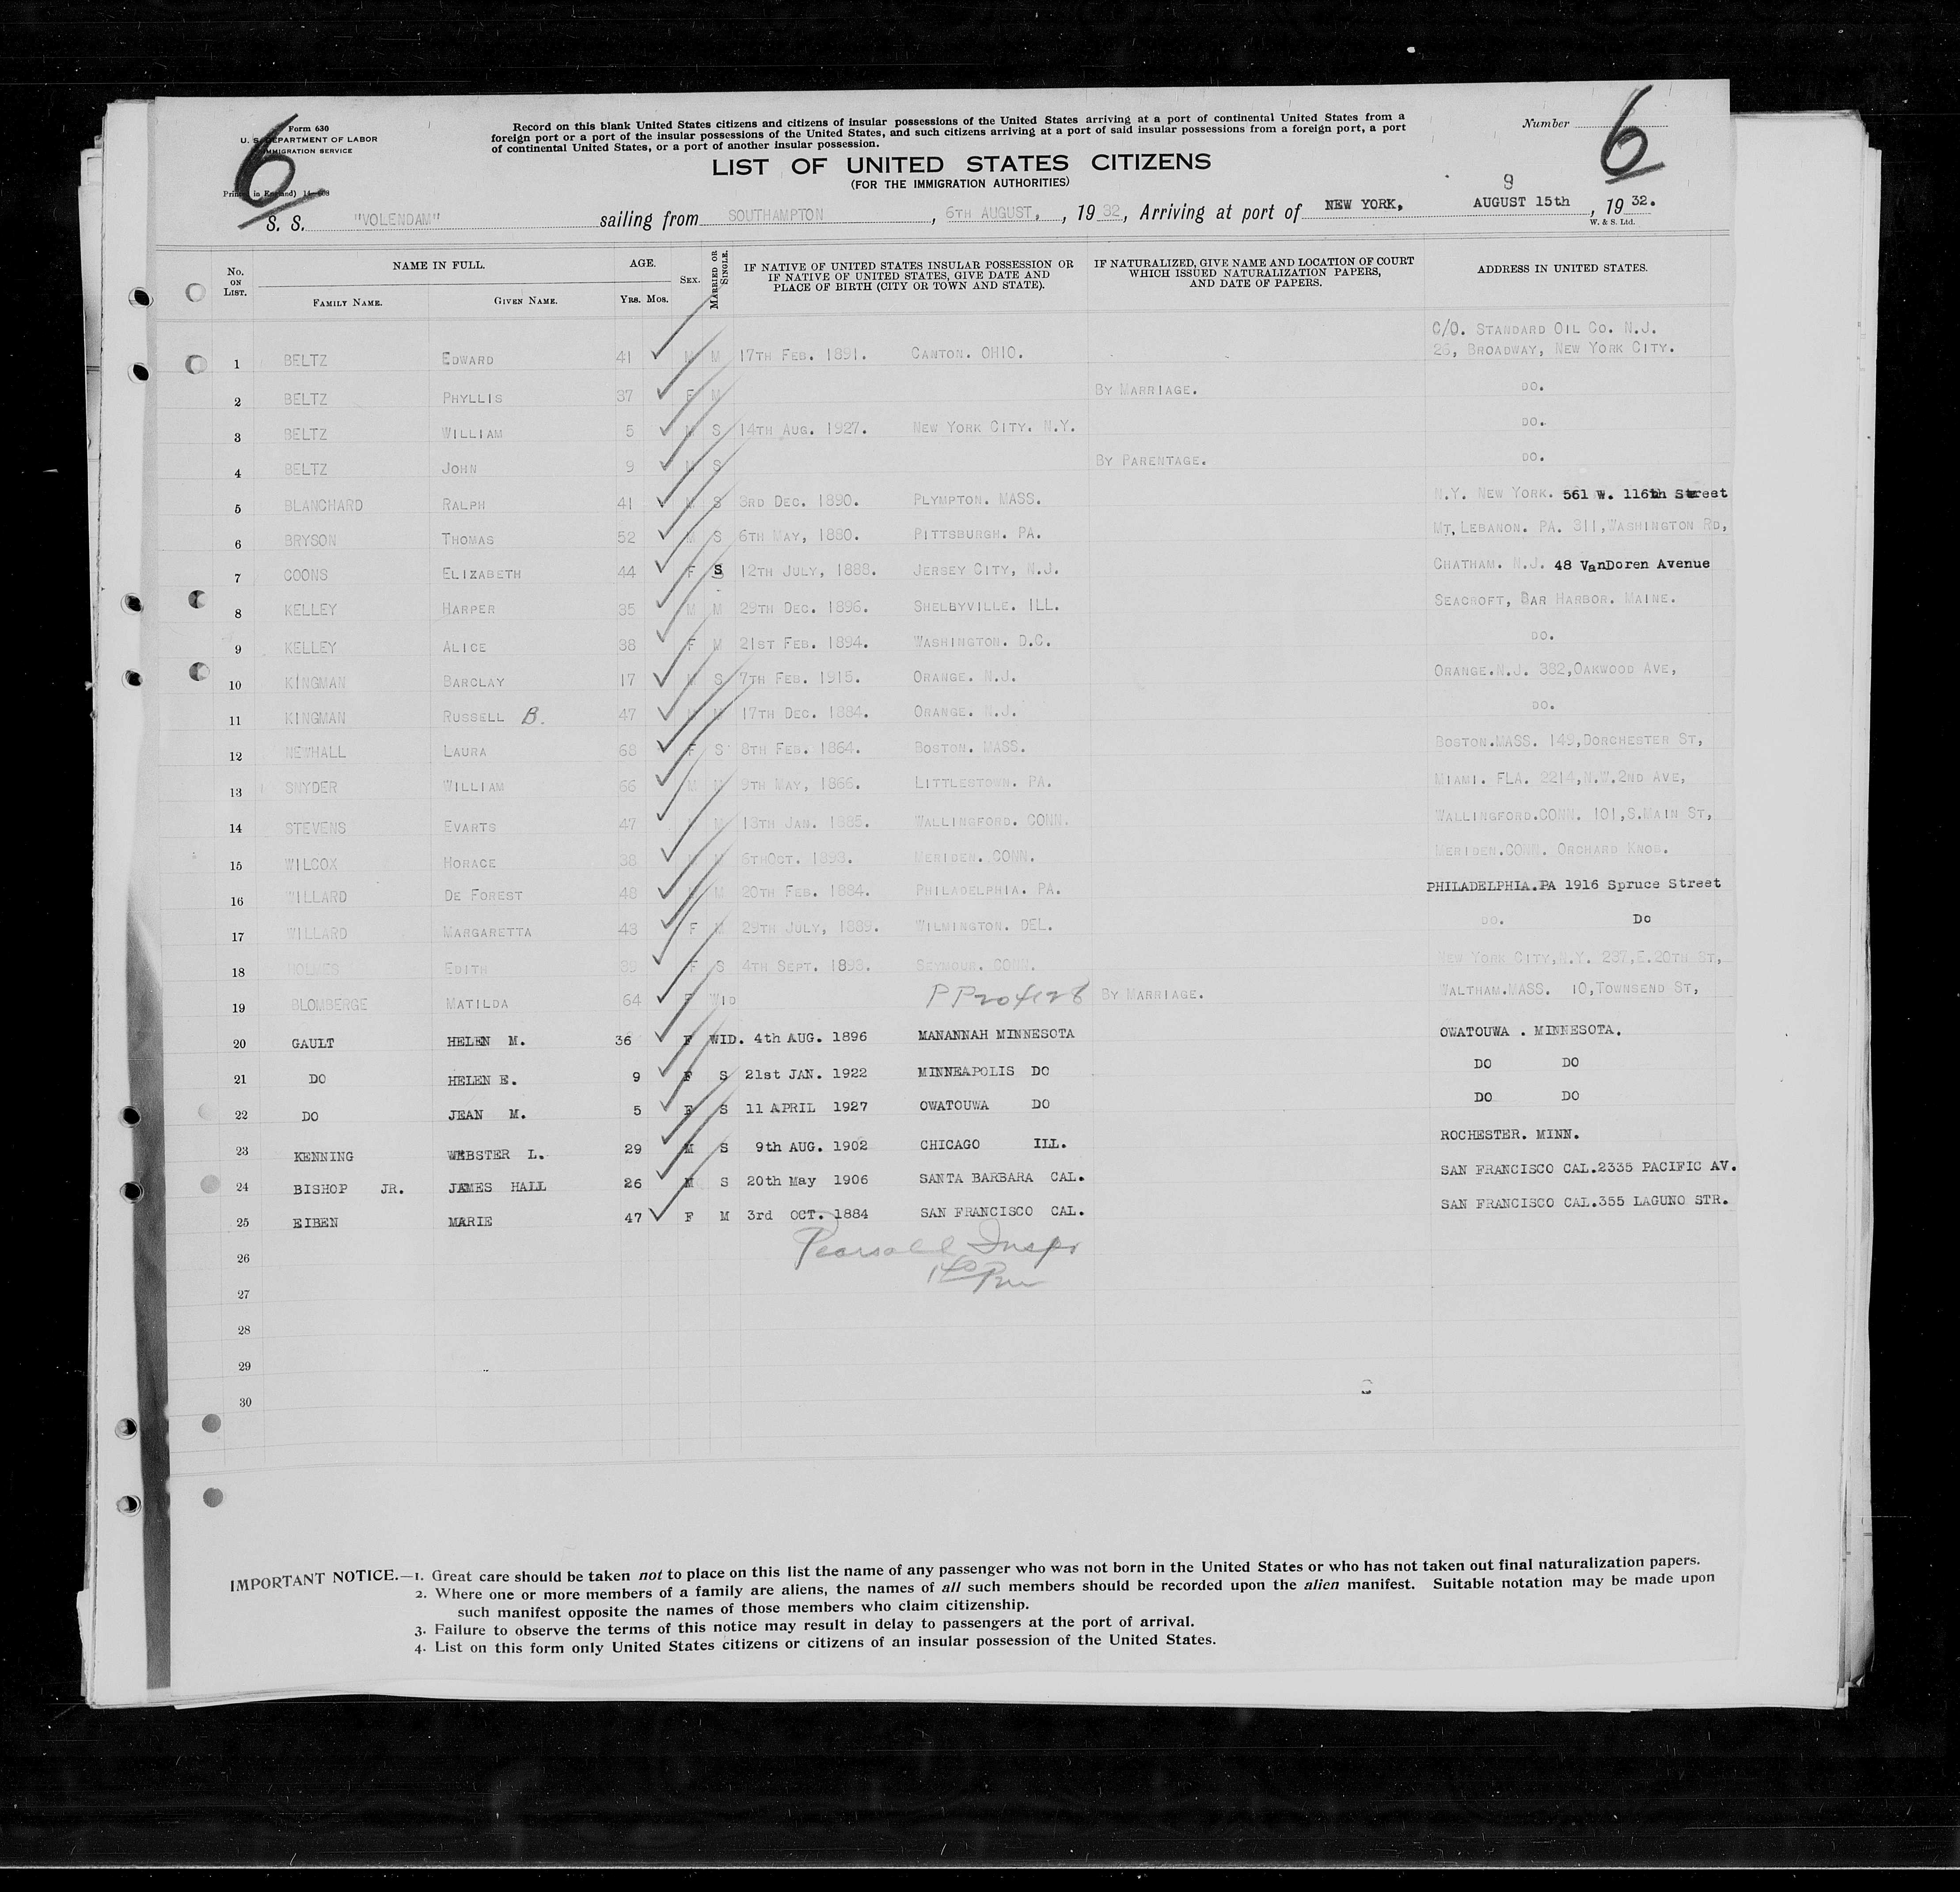 Form 630
U. S. DEPARTMENT OF LABOR
IMMIGRATION SERVICE
6
Record on this blank United States citizens and citizens of insular possessions of the United States arriving at a port of continental United States from a
foreign port or a port of the insular possessions of the United States, and such citizens arriving at a port of said insular possessions from a foreign port, a port
of continental United States, or a port of another insular possession.
Number 6
LIST OF UNITED STATES CITIZENS
(FOR THE IMMIGRATION AUTHORITIES)
9
S. S. "VOLENDAM" sailing from SOUTHAMPTON, 6TH AUGUST, 1932, Arriving at port of NEW YORK, AUGUST 15th, 19 32.
W. & S. Ltd.
No. ON LIST. NAME IN FULL. AGE. SEX. MARRIED OR SINGLE. IF NATIVE OF UNITED STATES INSULAR POSSESSION OR IF NATIVE OF UNITED STATES, GIVE DATE AND PLACE OF BIRTH (CITY OR TOWN AND STATE). IF NATURALIZED, GIVE NAME AND LOCATION OF COURT WHICH ISSUED NATURALIZATION PAPERS, AND DATE OF PAPERS. ADDRESS IN UNITED STATES.
FAMILY NAME. GIVEN NAME. YRS. MOS.
C/O. STANDARD OIL CO. N.J.
1 BELTZ EDWARD 41 M M 17TH FEB. 1891. CANTON. OHIO. 26, BROADWAY, NEW YORK CITY.
2 BELTZ PHYLLIS 37 F M BY MARRIAGE. DO.
3 BELTZ WILLIAM 5 M S 14TH AUG. 1927. NEW YORK CITY. N.Y. DO.
4 BELTZ JOHN 9 M S BY PARENTAGE. DO.
5 BLANCHARD RALPH 41 M S 3RD DEC. 1890. PLYMPTON. MASS. N.Y. NEW YORK. 561 W. 116th Street
6 BRYSON THOMAS 52 M S 6TH MAY, 1880. PITTSBURGH. PA. MT. LEBANON. PA. 311,WASHINGTON RD,
7 COONS ELIZABETH 44 F S 12TH JULY, 1888. JERSEY CITY, N.J. CHATHAM. N.J. 48 VanDoren Avenue
8 KELLEY HARPER 35 M M 29TH DEC. 1896. SHELBYVILLE. ILL. SEACROFT, BAR HARBOR. MAINE.
9 KELLEY ALICE 38 F M 21ST FEB. 1894. WASHINGTON. D.C. DO.
10 KINGMAN BARCLAY 17 M S 7TH FEB. 1915. ORANGE. N.J. ORANGE.N.J. 382,OAKWOOD AVE,
11 KINGMAN RUSSELL B. 47 M M 17TH DEC. 1884. ORANGE. N.J. DO.
12 NEWHALL LAURA 68 F S 8TH FEB. 1864. BOSTON. MASS. BOSTON.MASS. 149,DORCHESTER ST,
13 SNYDER WILLIAM 66 M M 9TH MAY, 1866. LITTLESTOWN. PA. MIAMI. FLA. 2214,N.W.2ND AVE,
14 STEVENS EVARTS 47 M M 18TH JAN. 1885. WALLINGFORD. CONN. WALLINGFORD.CONN. 101,S.MAIN ST,
15 WILCOX HORACE 38 M M 6THOCT. 1893. MERIDEN. CONN. MERIDEN.CONN. ORCHARD KNOB.
16 WILLARD DE FOREST 48 M M 20TH FEB. 1884. PHILADELPHIA. PA. PHILADELPHIA.PA 1916 Spruce Street
17 WILLARD MARGARETTA 43 F M 29TH JULY, 1889. WILMINGTON. DEL. DO. Do
18 HOLMES EDITH 39 F S 4TH SEPT. 1893. SEYMOUR. CONN. NEW YORK CITY,N.Y. 237,E.20TH ST,
19 BLOMBERGE MATILDA 64 F WID BY MARRIAGE. WALTHAM.MASS. 10,TOWNSEND ST,
20 GAULT HELEN M. 36 F WID. 4th AUG. 1896 MANANNAH MINNESOTA OWATOUWA . MINNESOTA.
21 DO HELEN E. 9 F S 21st JAN. 1922 MINNEAPOLIS DO DO DO
22 DO JEAN M. 5 F S 11 APRIL 1927 OWATOUWA DO DO DO
23 KENNING WEBSTER L. 29 M S 9th AUG. 1902 CHICAGO ILL. ROCHESTER. MINN.
24 BISHOP JR. JAMES HALL 26 M S 20th May 1906 SANTA BARBARA CAL. SAN FRANCISCO CAL.2335 PACIFIC AV.
25 EIBEN MARIE 47 F M 3rd OCT. 1884 SAN FRANCISCO CAL. SAN FRANCISCO CAL.355 LAGUNO STR.
26 Pearsall Inspr
27
28
29
30
IMPORTANT NOTICE.—1. Great care should be taken not to place on this list the name of any passenger who was not born in the United States or who has not taken out final naturalization papers.
2. Where one or more members of a family are aliens, the names of all such members should be recorded upon the alien manifest. Suitable notation may be made upon
such manifest opposite the names of those members who claim citizenship.
3. Failure to observe the terms of this notice may result in delay to passengers at the port of arrival.
4. List on this form only United States citizens or citizens of an insular possession of the United States.